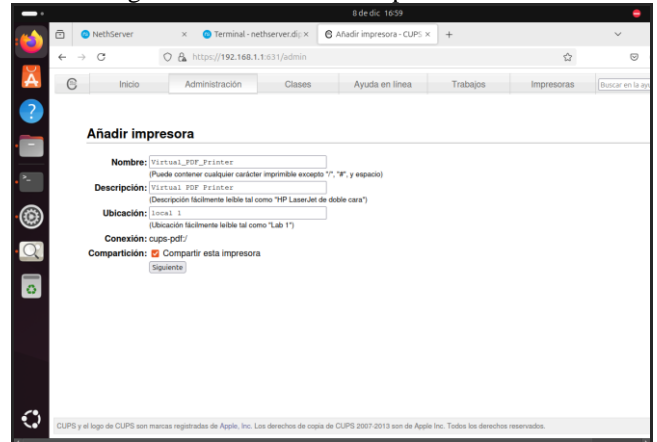 8 de dic 16:59
NethServer
Terminal - nethserver.dig
Añadir impresora - CUPS
https://192.168.1.1:631/admin
Inicio Administración Clases Ayuda en línea Trabajos Impresoras Buscar en la ayu
Añadir impresora
Nombre: Virtual_PDF_Printer
(Puede contener cualquier carácter imprimible excepto "/", "#", y espacio)
Descripción: Virtual PDF Printer
(Descripción fácilmente leíble tal como "HP LaserJet de doble cara")
Ubicación: local 1
(Ubicación fácilmente leíble tal como "Lab 1")
Conexión: cups-pdf:/
Compartición: Compartir esta impresora
Siguiente
CUPS y el logo de CUPS son marcas registradas de Apple, Inc. Los derechos de copia de CUPS 2007-2013 son de Apple Inc. Todos los derechos reservados.